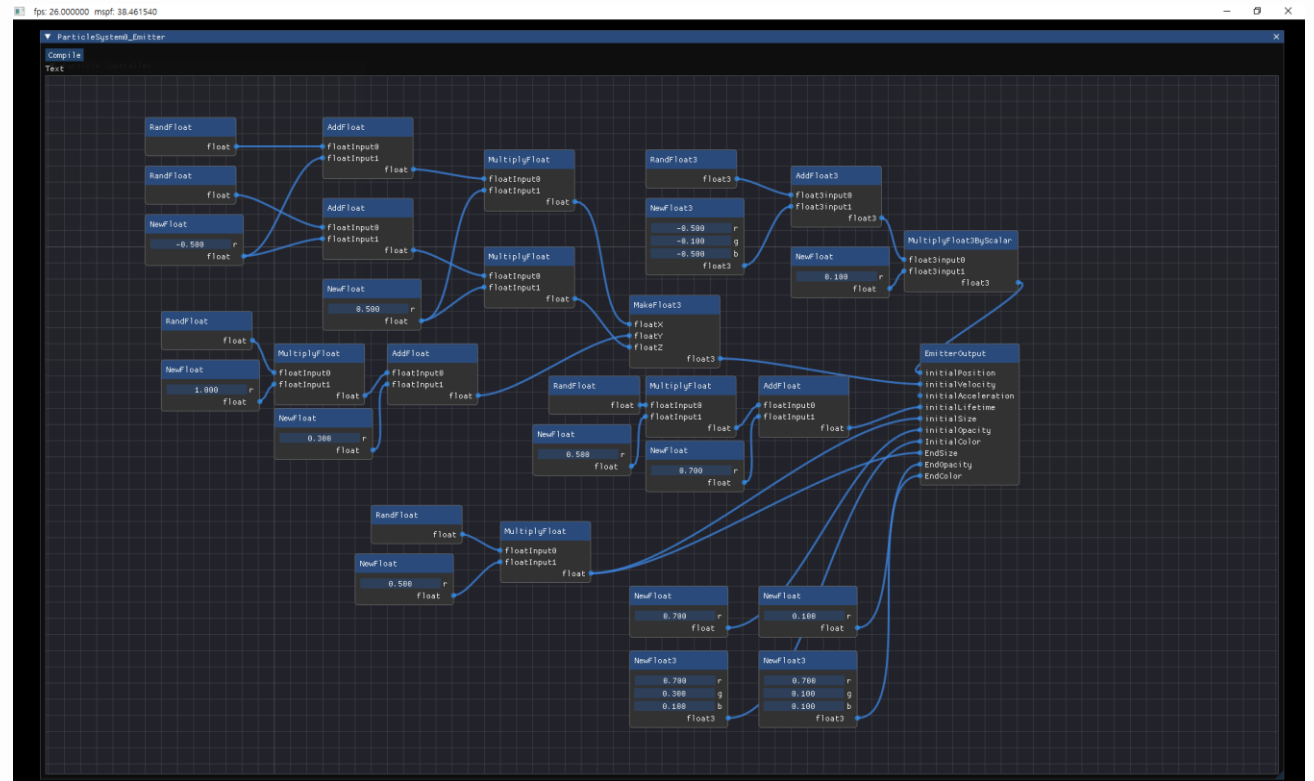 fps: 26.000000 mspf: 38.461540
ParticleSystem0_Emitter
Compile
Text
RandFloat
float
RandFloat
float
NewFloat
-0.500 r
float
AddFloat
floatInput0
floatInput1
float
AddFloat
floatInput0
floatInput1
float
NewFloat
0.500 r
float
MultiplyFloat
floatInput0
floatInput1
float
MultiplyFloat
floatInput0
floatInput1
float
RandFloat3
float3
NewFloat3
-0.500 r
-0.100 g
-0.500 b
float3
AddFloat3
float3input0
float3input1
float3
NewFloat
0.100 r
float
MultiplyFloat3ByScalar
float3input0
float3input1
float3
MakeFloat3
floatX
floatY
floatZ
float3
RandFloat
float
NewFloat
1.000 r
float
MultiplyFloat
floatInput0
floatInput1
float
NewFloat
0.300 r
float
AddFloat
floatInput0
floatInput1
float
RandFloat
float
NewFloat
0.500 r
float
MultiplyFloat
floatInput0
floatInput1
float
NewFloat
0.700 r
float
AddFloat
floatInput0
floatInput1
float
EmitterOutput
initialPosition
initialVelocity
initialAcceleration
initialLifetime
initialSize
initialOpacity
InitialColor
EndSize
EndOpacity
EndColor
RandFloat
float
NewFloat
0.500 r
float
MultiplyFloat
floatInput0
floatInput1
float
NewFloat
0.700 r
float
NewFloat
0.100 r
float
NewFloat3
0.700 r
0.300 g
0.100 b
float3
NewFloat3
0.700 r
0.100 g
0.100 b
float3